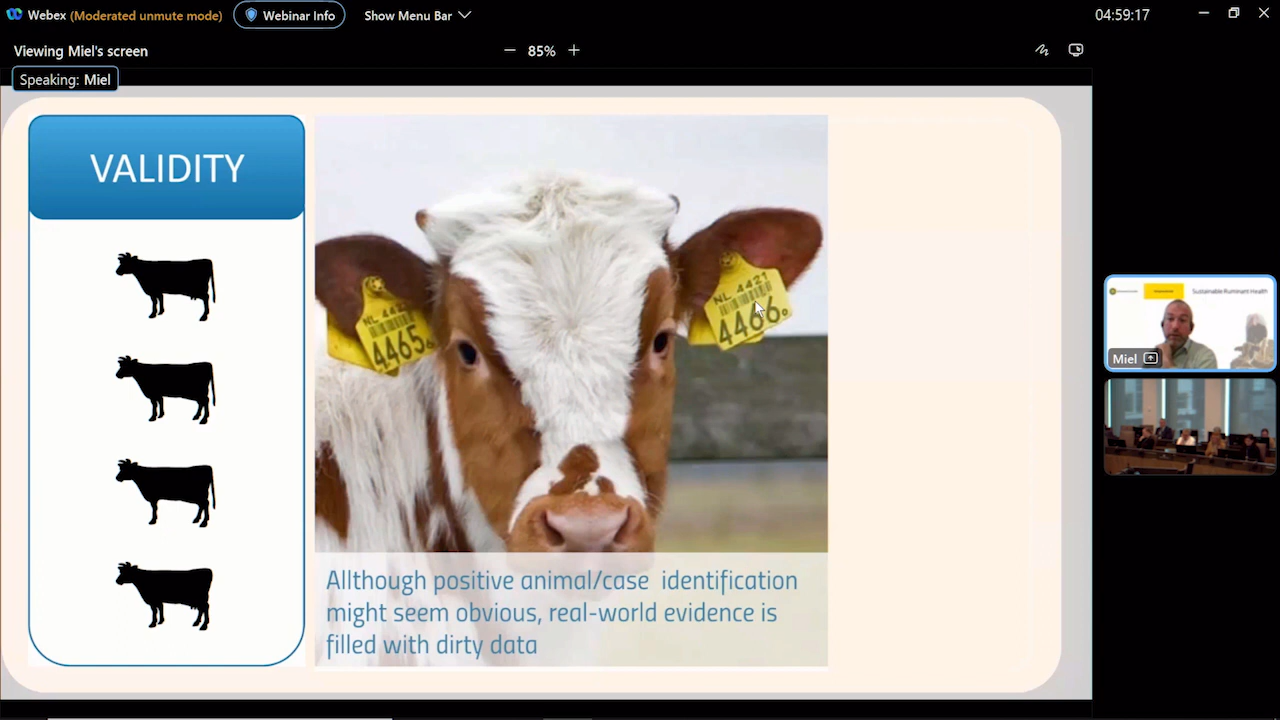 Webex (Moderated unmute mode) Webinar Info Show Menu Bar 04:59:17
Viewing Miel's screen 85%
Speaking: Miel
VALIDITY
NL 4421
4465
NL 4421
4466
Allthough positive animal/case identification
might seem obvious, real-world evidence is
filled with dirty data
Sustainable Ruminant Health
Miel